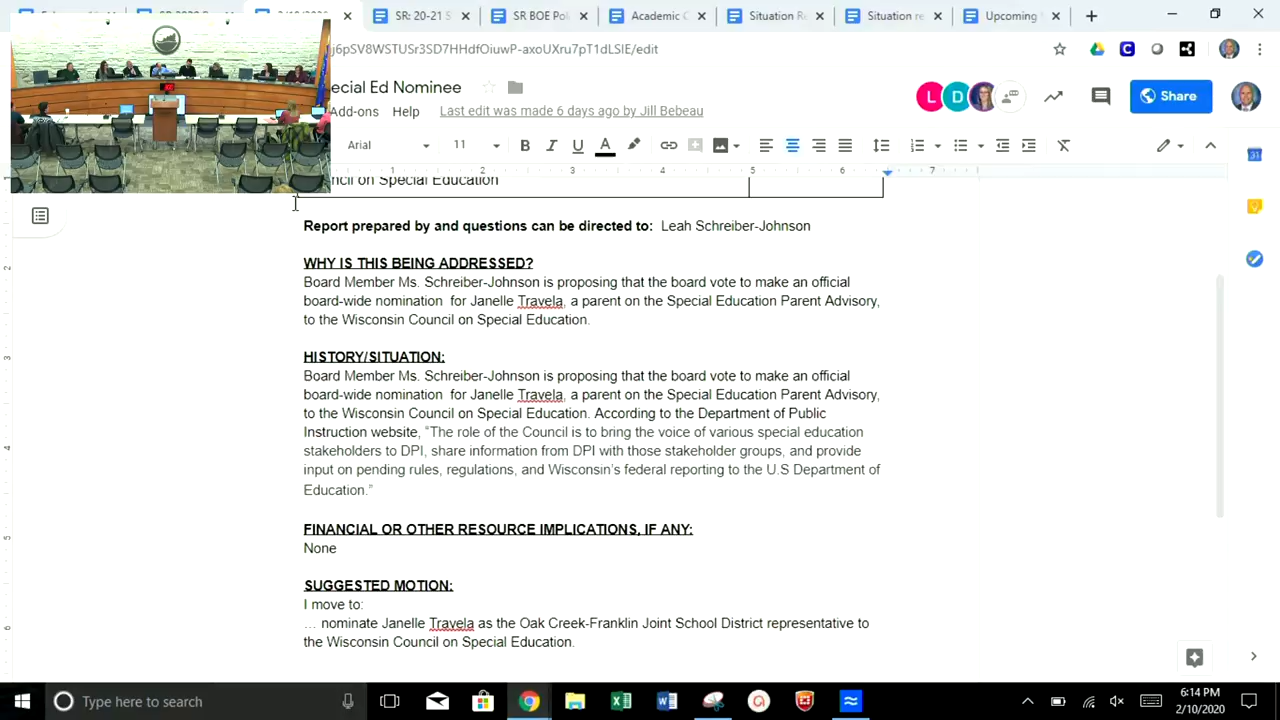 SR: 20-21 S
SR BOE Po
Academic C
Situation Re
Situation re
Upcoming
j6pSV8WSTUSr3SD7HHdfOiuwP-axoUXru7pT1dLSIE/edit
ecial Ed Nominee
L D
Share
Add-ons Help Last edit was made 6 days ago by Jill Bebeau
Arial 11 B I U A
1 2 3 4 5 6 7
ncil on Special Education
Report prepared by and questions can be directed to: Leah Schreiber-Johnson
WHY IS THIS BEING ADDRESSED?
Board Member Ms. Schreiber-Johnson is proposing that the board vote to make an official
board-wide nomination for Janelle Travela, a parent on the Special Education Parent Advisory,
to the Wisconsin Council on Special Education.
HISTORY/SITUATION:
Board Member Ms. Schreiber-Johnson is proposing that the board vote to make an official
board-wide nomination for Janelle Travela, a parent on the Special Education Parent Advisory,
to the Wisconsin Council on Special Education. According to the Department of Public
Instruction website, “The role of the Council is to bring the voice of various special education
stakeholders to DPI, share information from DPI with those stakeholder groups, and provide
input on pending rules, regulations, and Wisconsin’s federal reporting to the U.S Department of
Education.”
FINANCIAL OR OTHER RESOURCE IMPLICATIONS, IF ANY:
None
SUGGESTED MOTION:
I move to:
… nominate Janelle Travela as the Oak Creek-Franklin Joint School District representative to
the Wisconsin Council on Special Education.
Type here to search
6:14 PM
2/10/2020